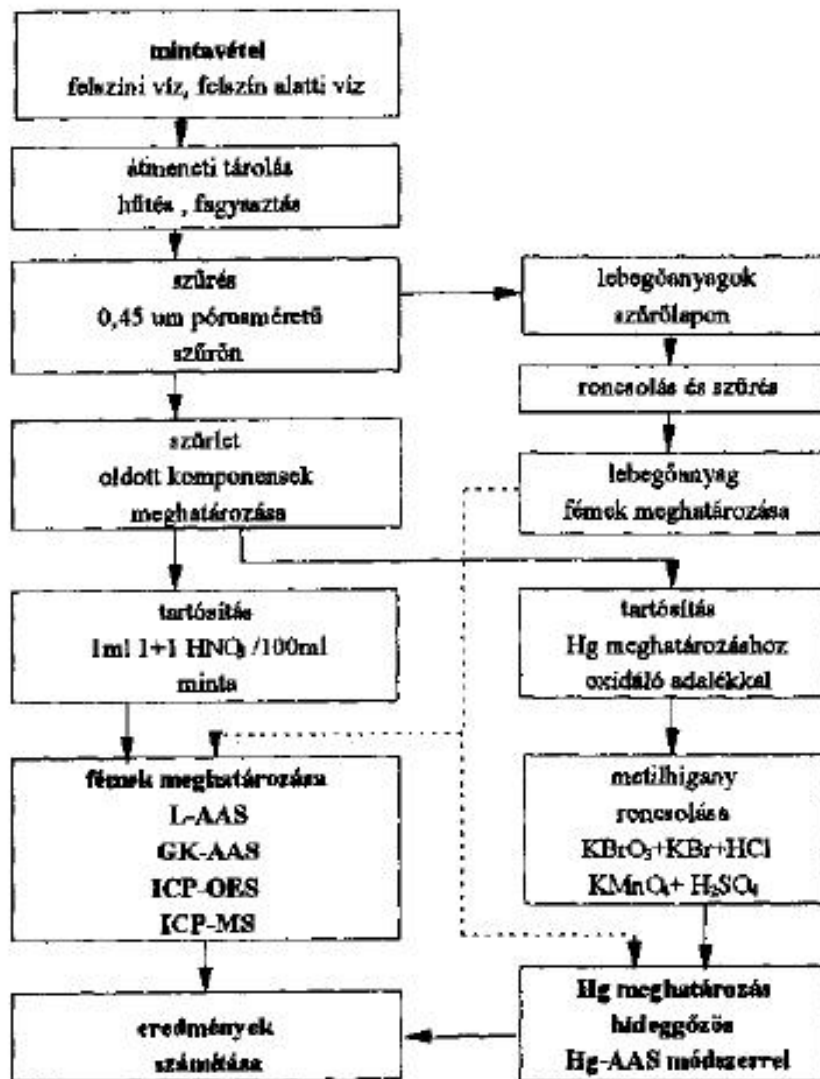 mintavétel
felszíni víz, felszín alatti víz
átmeneti tárolás
hűtés , fagyasztás
szűrés
0,45 um pórusméretű
szűrőn
lebegőanyagok
szűrőlapon
roncsolás és szűrés
szűrlet
oldott komponensek
meghatározása
lebegőanyag
fémek meghatározása
tartósítás
1ml 1+1 HNO₃ /100ml
minta
tartósítás
Hg meghatározáshoz
oxidáló adalékkal
fémek meghatározása
L-AAS
GK-AAS
ICP-OES
ICP-MS
metilhigany
roncsolása
KBrO₃+KBr+HCl
KMnO₄+ H₂SO₄
eredmények
számítása
Hg meghatározás
hideggőzös
Hg-AAS módszerrel